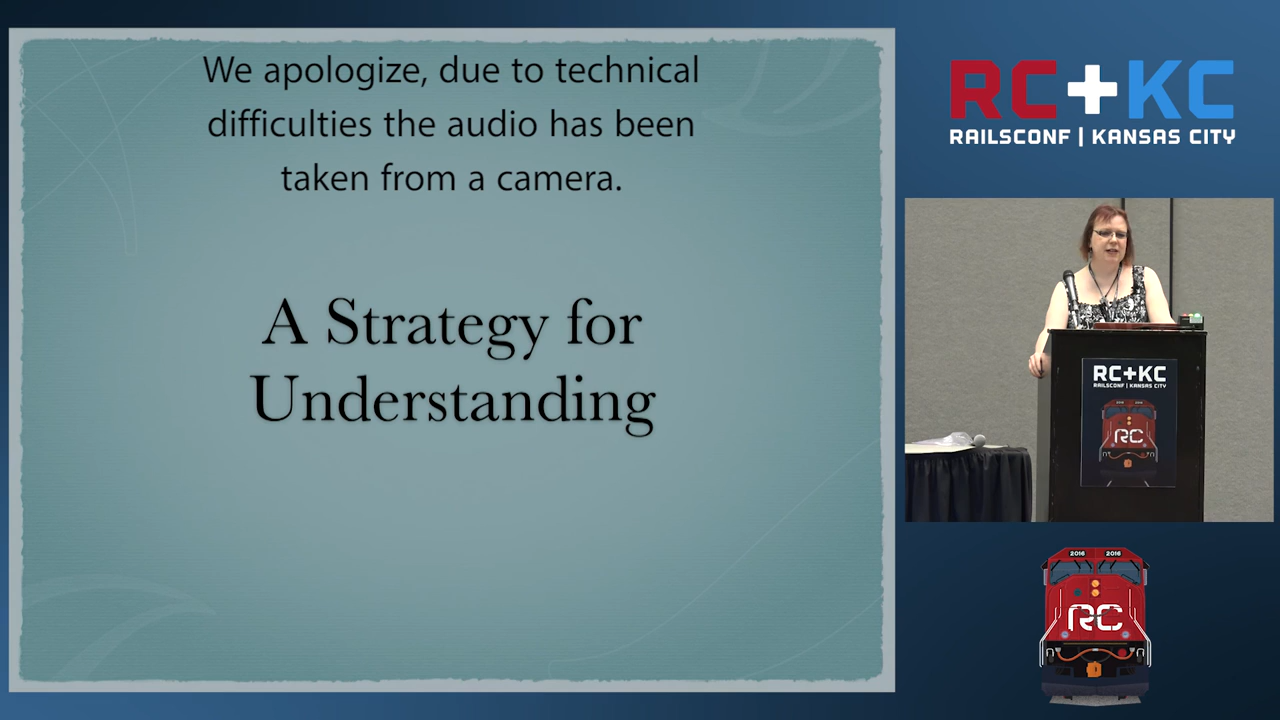 We apologize, due to technical
difficulties the audio has been
taken from a camera.
A Strategy for
Understanding
RC+KC
RAILSCONF | KANSAS CITY
RC+KC
RAILSCONF | KANSAS CITY
RC
2016 2016
RC